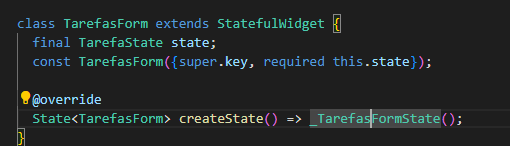 class TarefasForm extends StatefulWidget {
final TarefaState state;
const TarefasForm({super.key, required this.state});
@override
State<TarefasForm> createState() => _TarefasFormState();
}